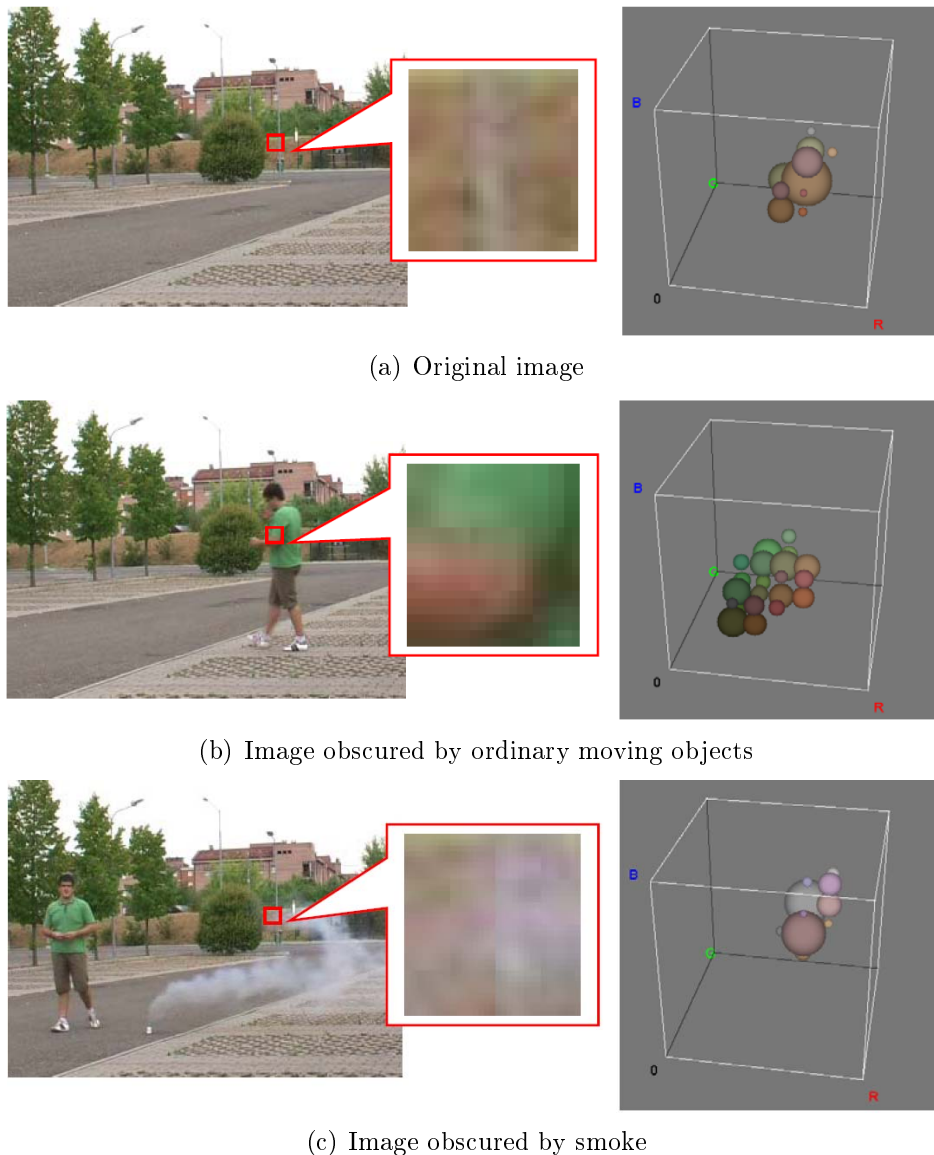 B
G
0
R
(a) Original image
B
G
0
R
(b) Image obscured by ordinary moving objects
B
G
0
R
(c) Image obscured by smoke